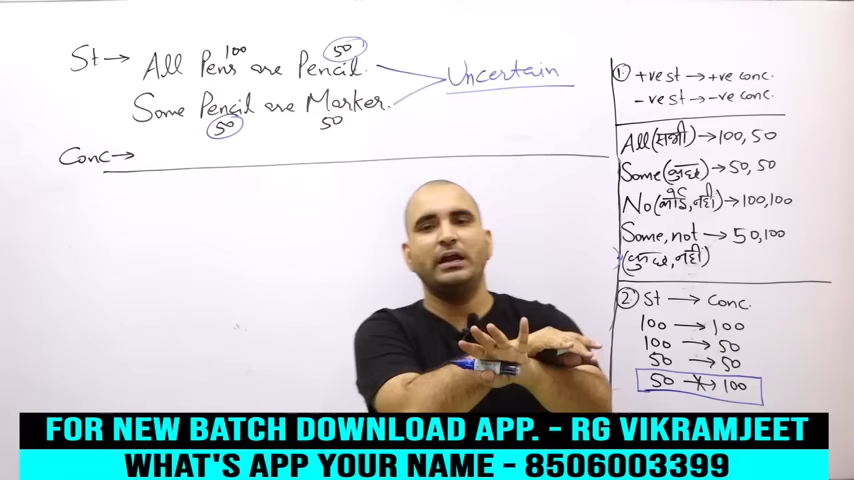 St → All Pens are Pencil. 100 50
Some Pencil are Marker. 50 50
Uncertain
Conc →
1. +ve st → +ve conc.
-ve st → -ve conc.
All (सभी) → 100, 50
Some (कुछ) → 50, 50
No (कोई, नहीं) → 100, 100
Some, not → 50, 100
(कुछ, नहीं)
2. St → Conc.
100 → 100
100 → 50
50 → 50
50 → 100
FOR NEW BATCH DOWNLOAD APP. - RG VIKRAMJEET
WHAT'S APP YOUR NAME - 8506003399